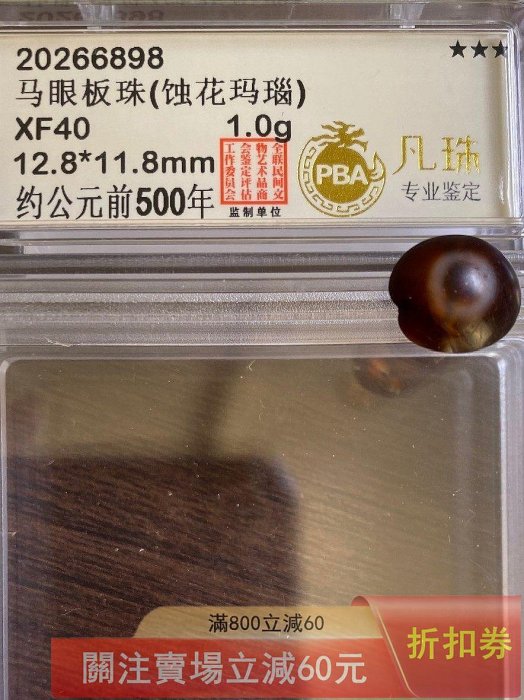 20266898
★★★
马眼板珠(蚀花玛瑙)
XF40 1.0g
12.8*11.8mm
约公元前500年
全联民间文
物艺术品商
会鉴定评估
工作委员会
监制单位
PBA
凡珠
专业鉴定
滿800立減60
關注賣場立減60元
折扣券